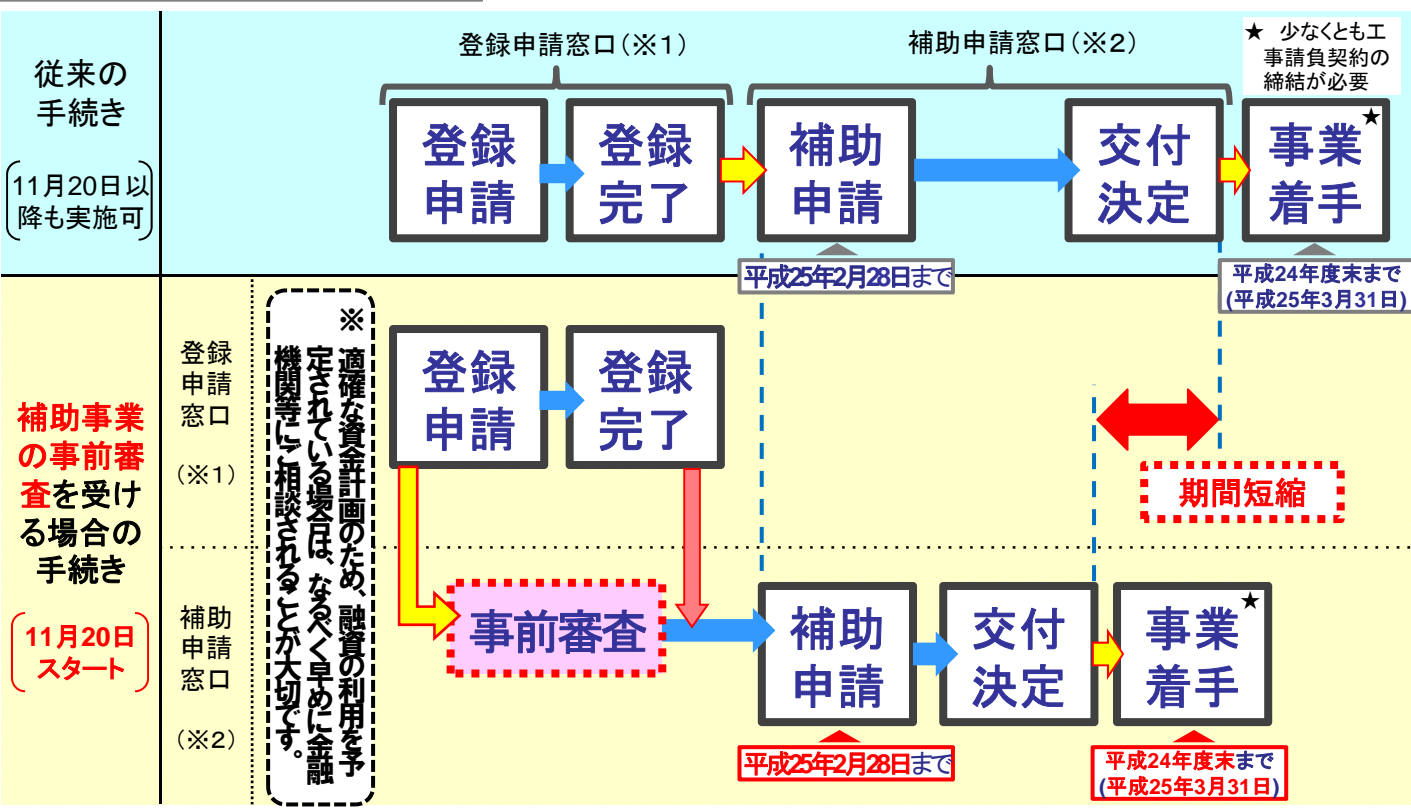 従来の
手続き
11月20日以
降も実施可
登録申請窓口(※1)
補助申請窓口(※2)
★ 少なくとも工
事請負契約の
締結が必要
登録
申請
登録
完了
補助
申請
交付
決定
事業★
着手
平成25年2月28日まで
平成24年度末まで
(平成25年3月31日)
補助事業
の事前審
査を受け
る場合の
手続き
11月20日
スタート
登録
申請
窓口
(※1)
補助
申請
窓口
(※2)
※
適確な資金計画のため、融資の利用を予
定されている場合は、なるべく早めに金融
機関等にご相談されることが大切です。
登録
申請
登録
完了
期間短縮
事前審査
補助
申請
交付
決定
事業★
着手
平成25年2月28日まで
平成24年度末まで
(平成25年3月31日)